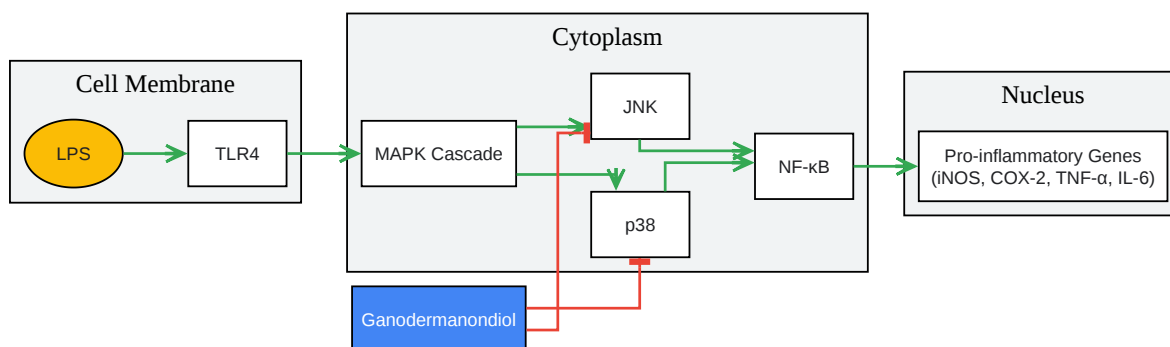 Cell Membrane
LPS
TLR4
Cytoplasm
MAPK Cascade
JNK
p38
NF-κB
Nucleus
Pro-inflammatory Genes
(iNOS, COX-2, TNF-α, IL-6)
Ganodermanondiol